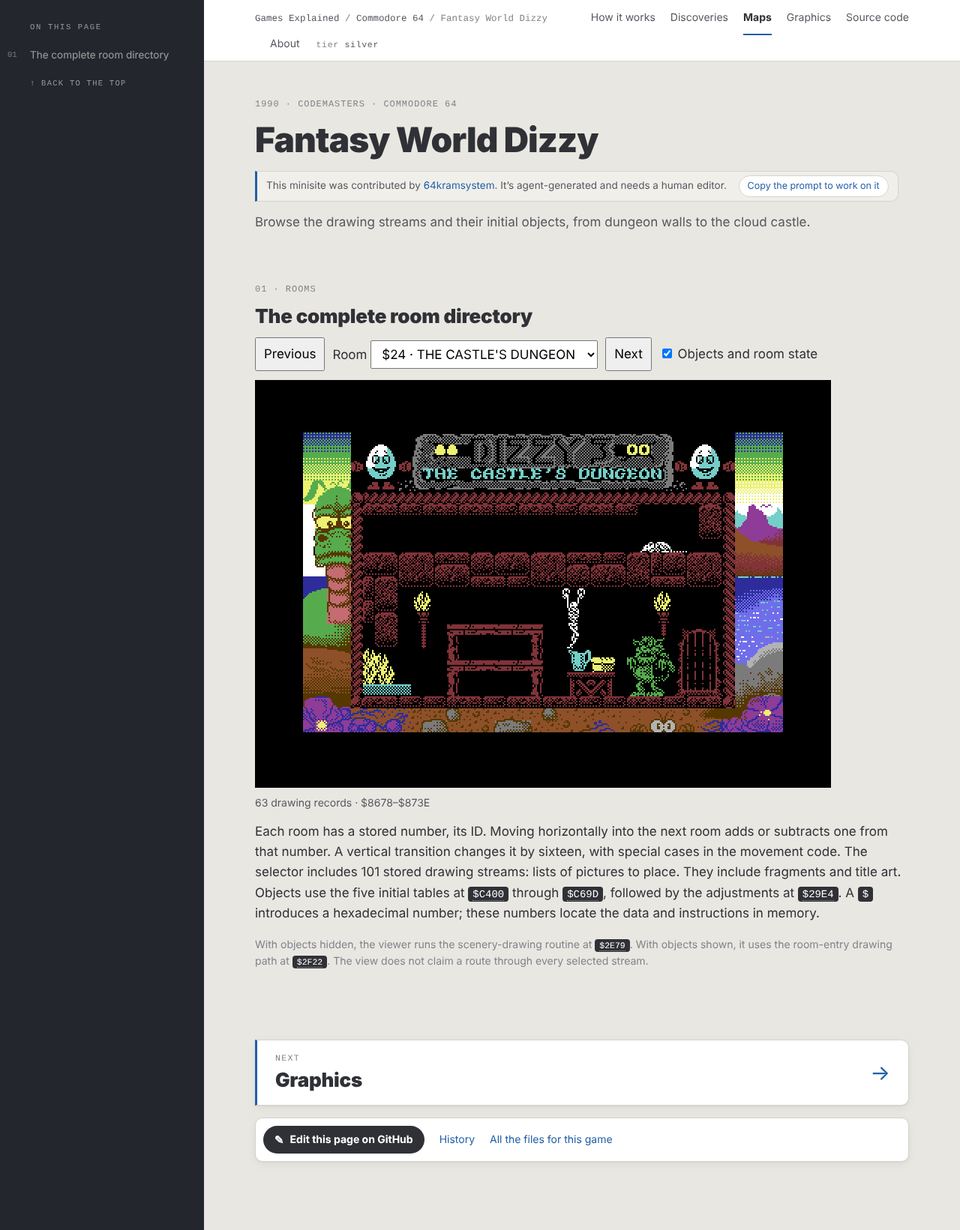 ON THIS PAGE
01 The complete room directory
↑ BACK TO THE TOP
Games Explained / Commodore 64 / Fantasy World Dizzy
How it works Discoveries Maps Graphics Source code
About tier silver
1990 · CODEMASTERS · COMMODORE 64
Fantasy World Dizzy
This minisite was contributed by 64kramsystem. It’s agent-generated and needs a human editor. Copy the prompt to work on it
Browse the drawing streams and their initial objects, from dungeon walls to the cloud castle.
01 · ROOMS
The complete room directory
Previous Room $24 · THE CASTLE'S DUNGEON Next Objects and room state
DIZZY 3
THE CASTLE'S DUNGEON
63 drawing records · $8678–$873E
Each room has a stored number, its ID. Moving horizontally into the next room adds or subtracts one from
that number. A vertical transition changes it by sixteen, with special cases in the movement code. The
selector includes 101 stored drawing streams: lists of pictures to place. They include fragments and title art.
Objects use the five initial tables at $C400 through $C69D, followed by the adjustments at $29E4. A $
introduces a hexadecimal number; these numbers locate the data and instructions in memory.
With objects hidden, the viewer runs the scenery-drawing routine at $2E79. With objects shown, it uses the room-entry drawing
path at $2F22. The view does not claim a route through every selected stream.
NEXT
Graphics
→
✎ Edit this page on GitHub History All the files for this game